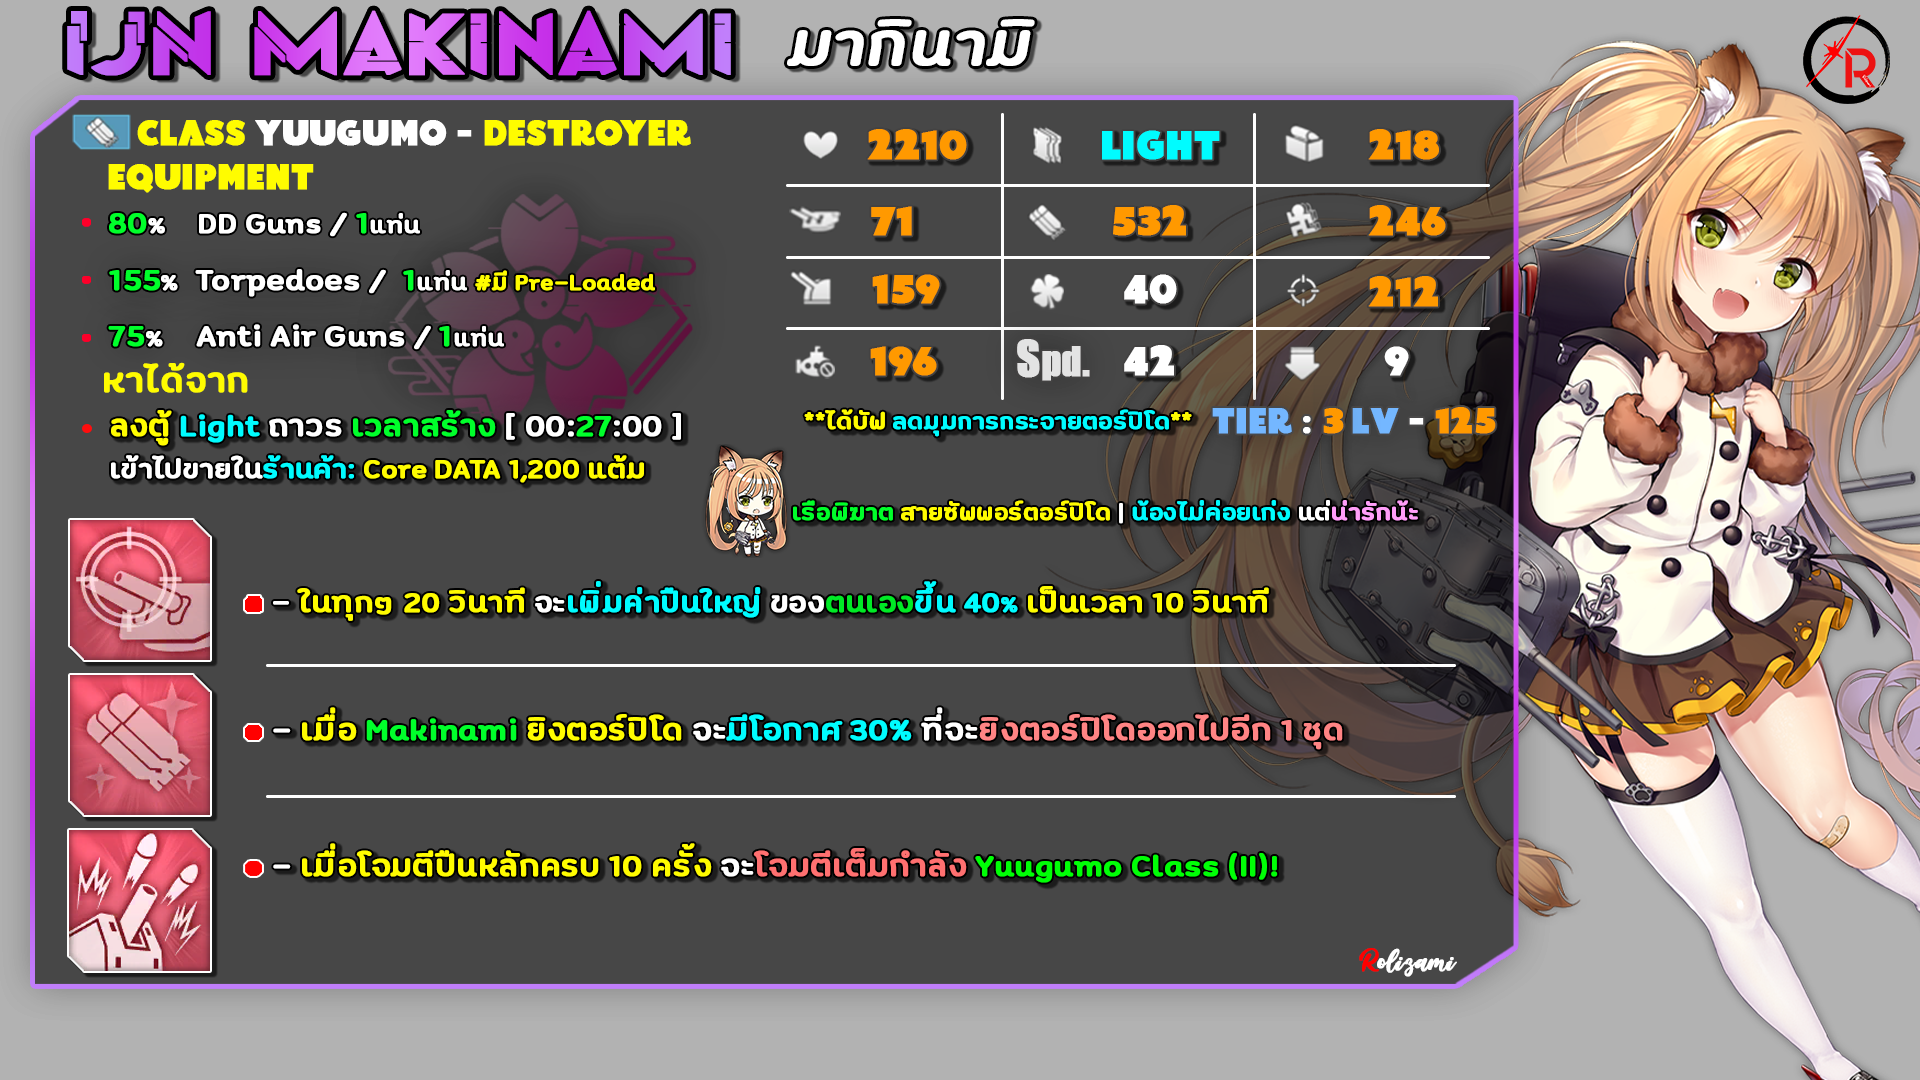 IJN MAKINAMI มากินามิ
R
CLASS YUUGUMO - DESTROYER
EQUIPMENT
80% DD Guns / 1แท่น
155% Torpedoes / 1แท่น #มี Pre-Loaded
75% Anti Air Guns / 1แท่น
หาได้จาก
ลงตู้ Light ถาวร เวลาสร้าง [ 00:27:00 ]
เข้าไปขายในร้านค้า: Core DATA 1,200 แต้ม
2210 LIGHT 218
71 532 246
159 40 212
196 Spd. 42 9
**ได้บัฟ ลดมุมการกระจายตอร์ปิโด** TIER : 3 LV - 125
เรือพิฆาต สายซัพพอร์ตอร์ปิโด | น้องไม่ค่อยเก่ง แต่น่ารักน้ะ
– ในทุกๆ 20 วินาที จะเพิ่มค่าปืนใหญ่ ของตนเองขึ้น 40% เป็นเวลา 10 วินาที
– เมื่อ Makinami ยิงตอร์ปิโด จะมีโอกาศ 30% ที่จะยิงตอร์ปิโดออกไปอีก 1 ชุด
– เมื่อโจมตีปืนหลักครบ 10 ครั้ง จะโจมตีเต็มกำลัง Yuugumo Class (II)!
Rolizami